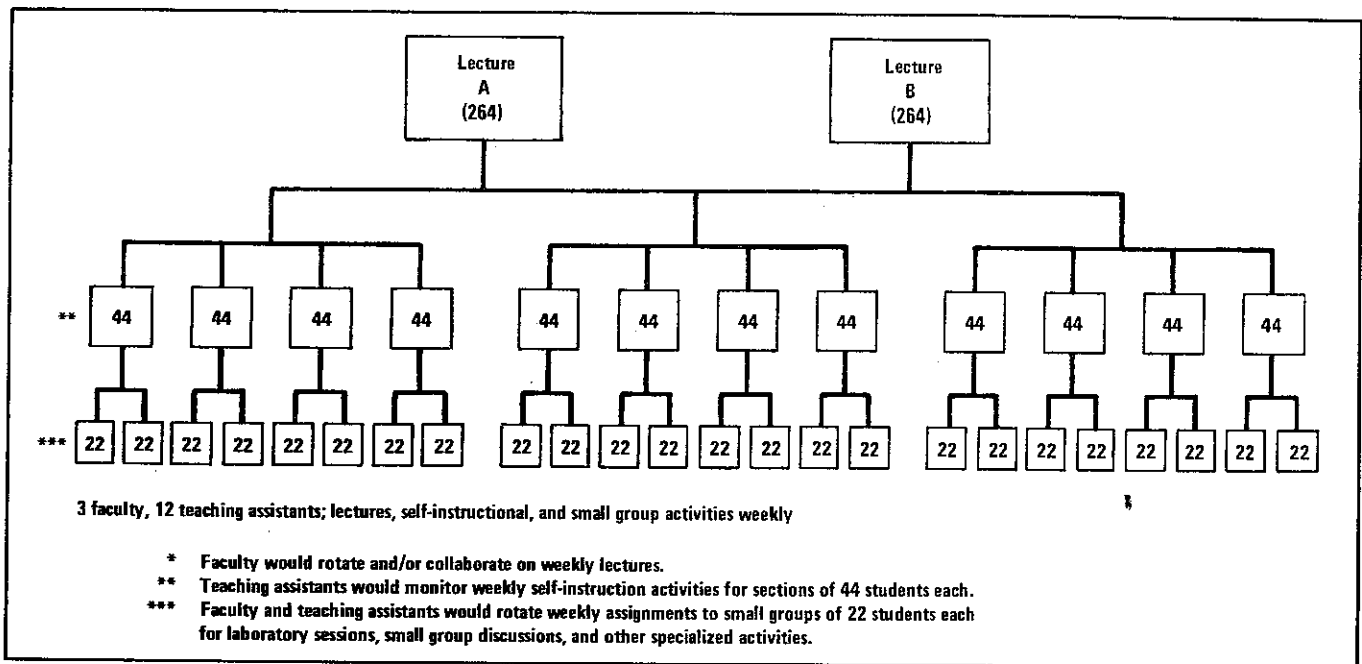 Lecture
A
(264)
Lecture
B
(264)
** 44 44 44 44 44 44 44 44 44 44 44 44
*** 22 22 22 22 22 22 22 22 22 22 22 22 22 22 22 22 22 22 22 22 22 22 22 22
3 faculty, 12 teaching assistants; lectures, self-instructional, and small group activities weekly
* Faculty would rotate and/or collaborate on weekly lectures.
** Teaching assistants would monitor weekly self-instruction activities for sections of 44 students each.
*** Faculty and teaching assistants would rotate weekly assignments to small groups of 22 students each
for laboratory sessions, small group discussions, and other specialized activities.